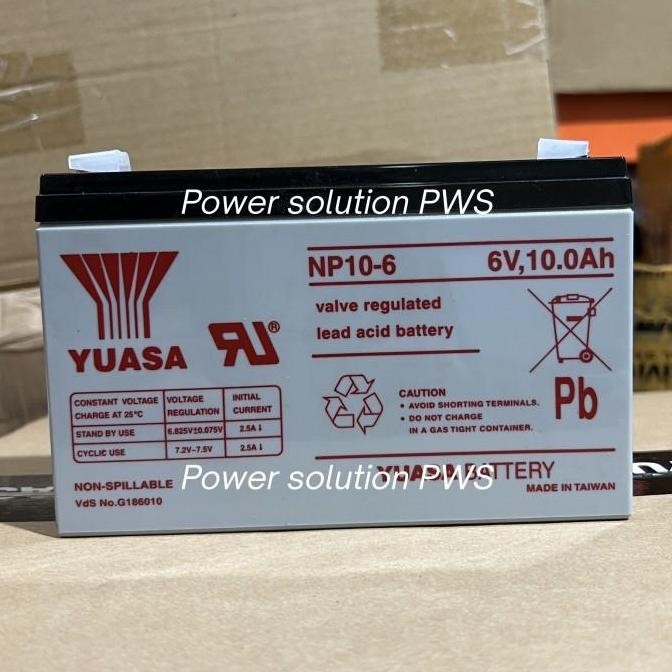 Power solution PWS
NP10-6 6V,10.0Ah
valve regulated
lead acid battery
YUASA
RU®
CONSTANT VOLTAGE CHARGE AT 25°C VOLTAGE REGULATION INITIAL CURRENT
STAND BY USE 6.825V±0.075V 2.5A↓
CYCLIC USE 7.2V~7.5V 2.5A↓
CAUTION
• AVOID SHORTING TERMINALS.
• DO NOT CHARGE
IN A GAS TIGHT CONTAINER.
Pb
NON-SPILLABLE
VdS No.G186010
YUASA BATTERY
Power solution PWS
MADE IN TAIWAN